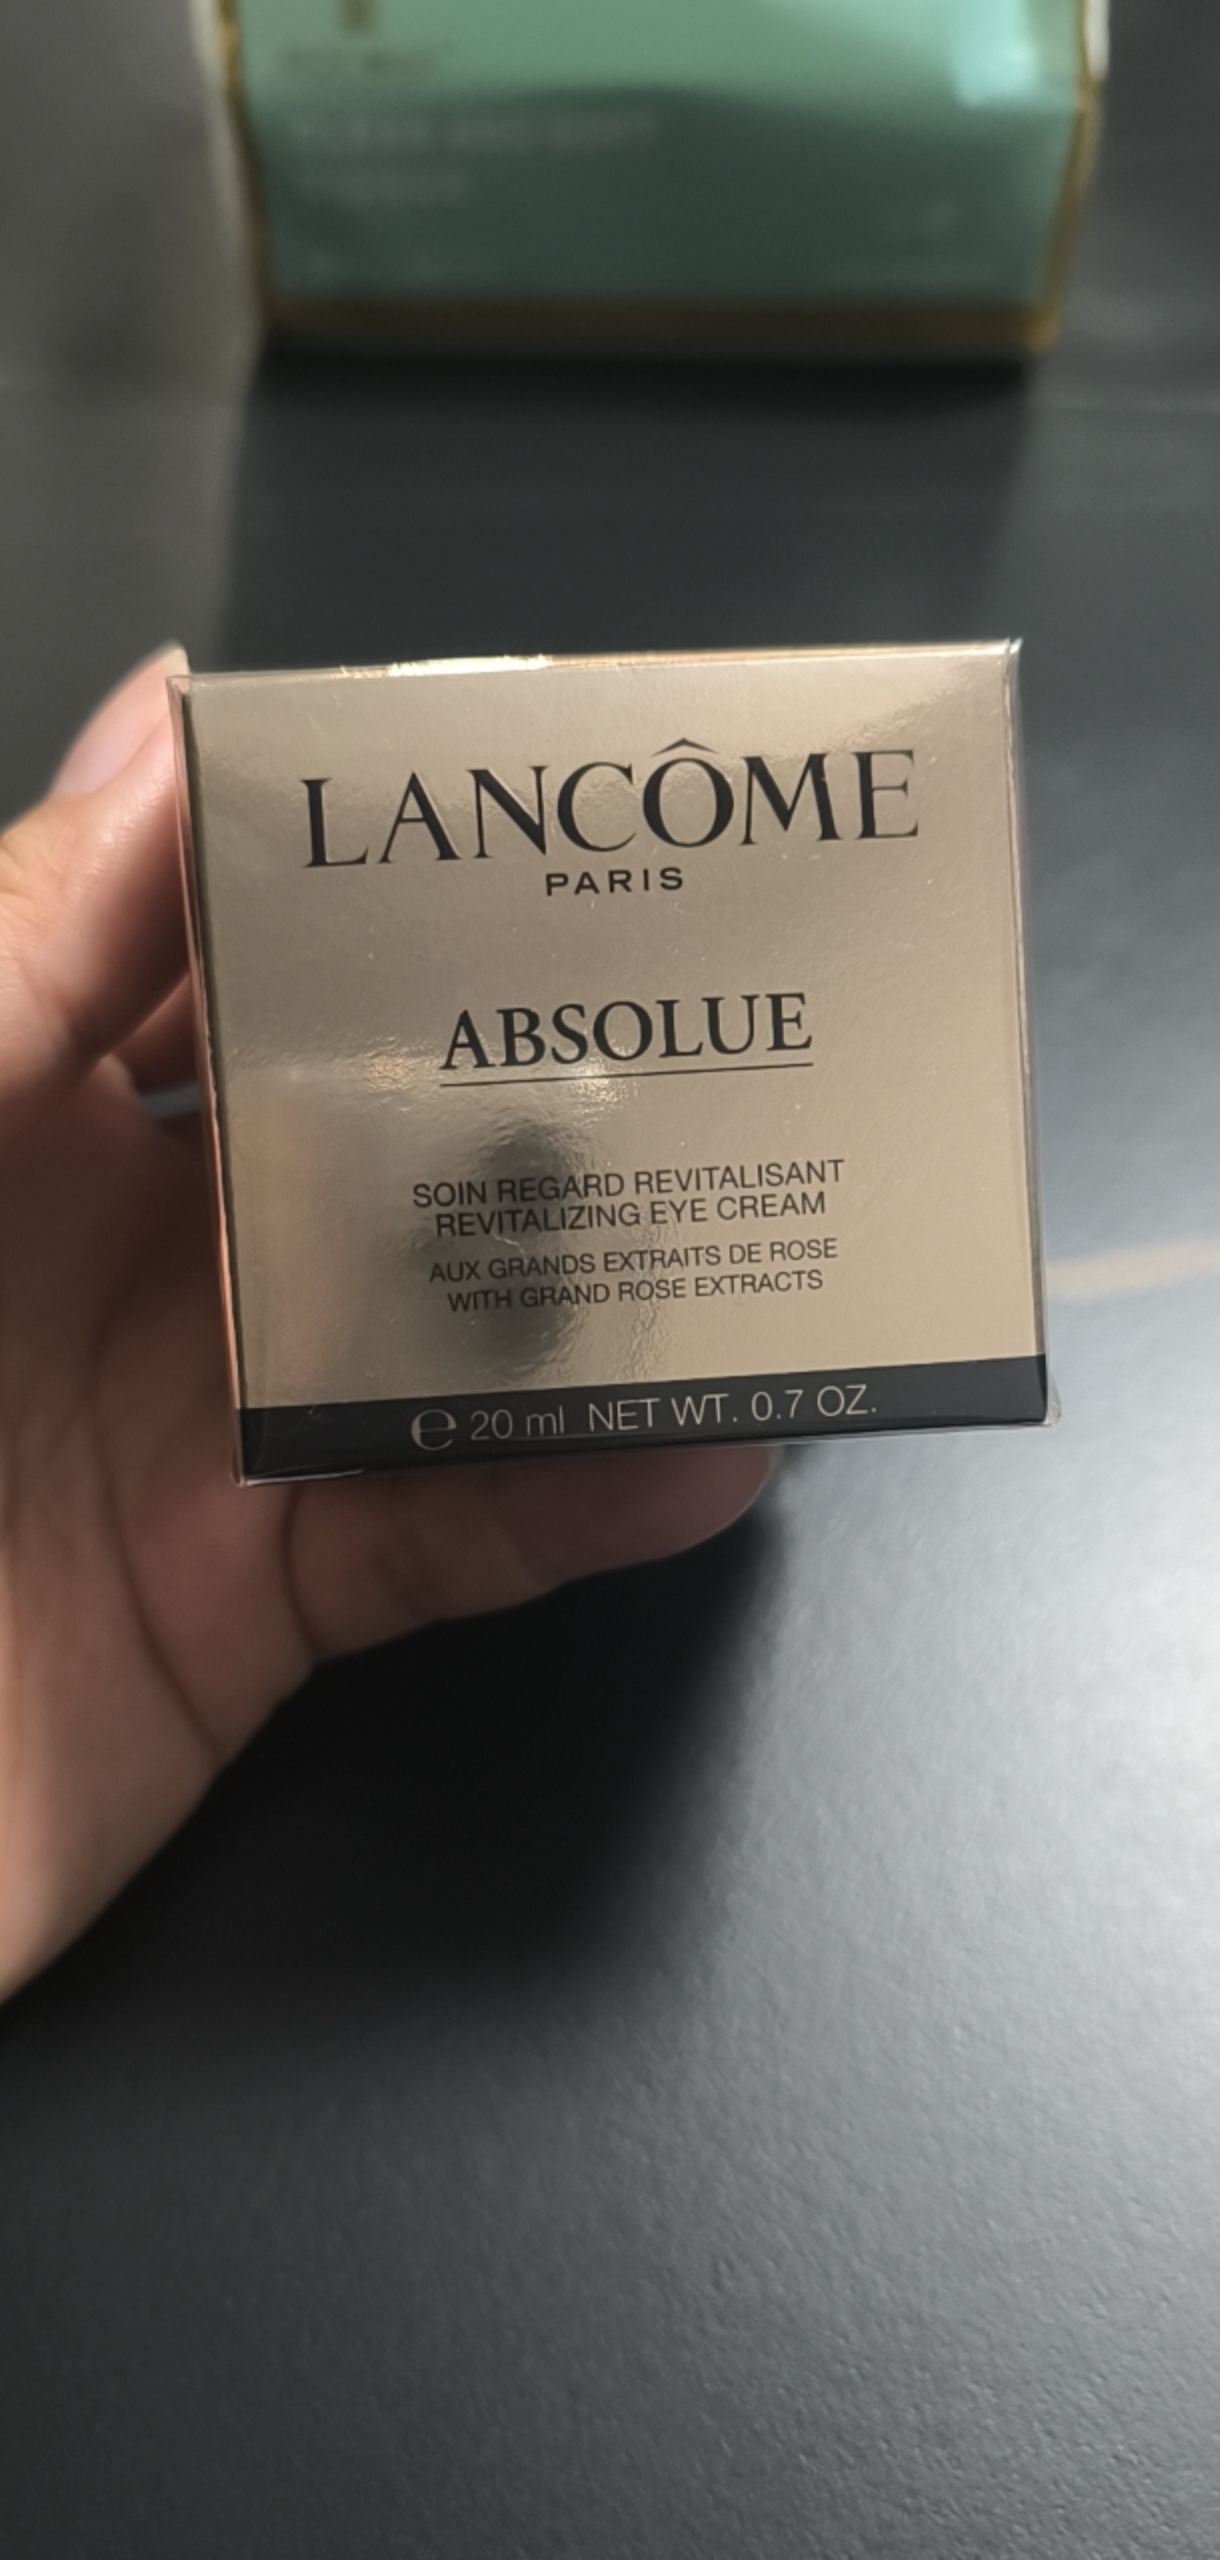 LANCÔME
PARIS
ABSOLUE
SOIN REGARD REVITALISANT
REVITALIZING EYE CREAM
AUX GRANDS EXTRAITS DE ROSE
WITH GRAND ROSE EXTRACTS
℮ 20 ml NET WT. 0.7 OZ.